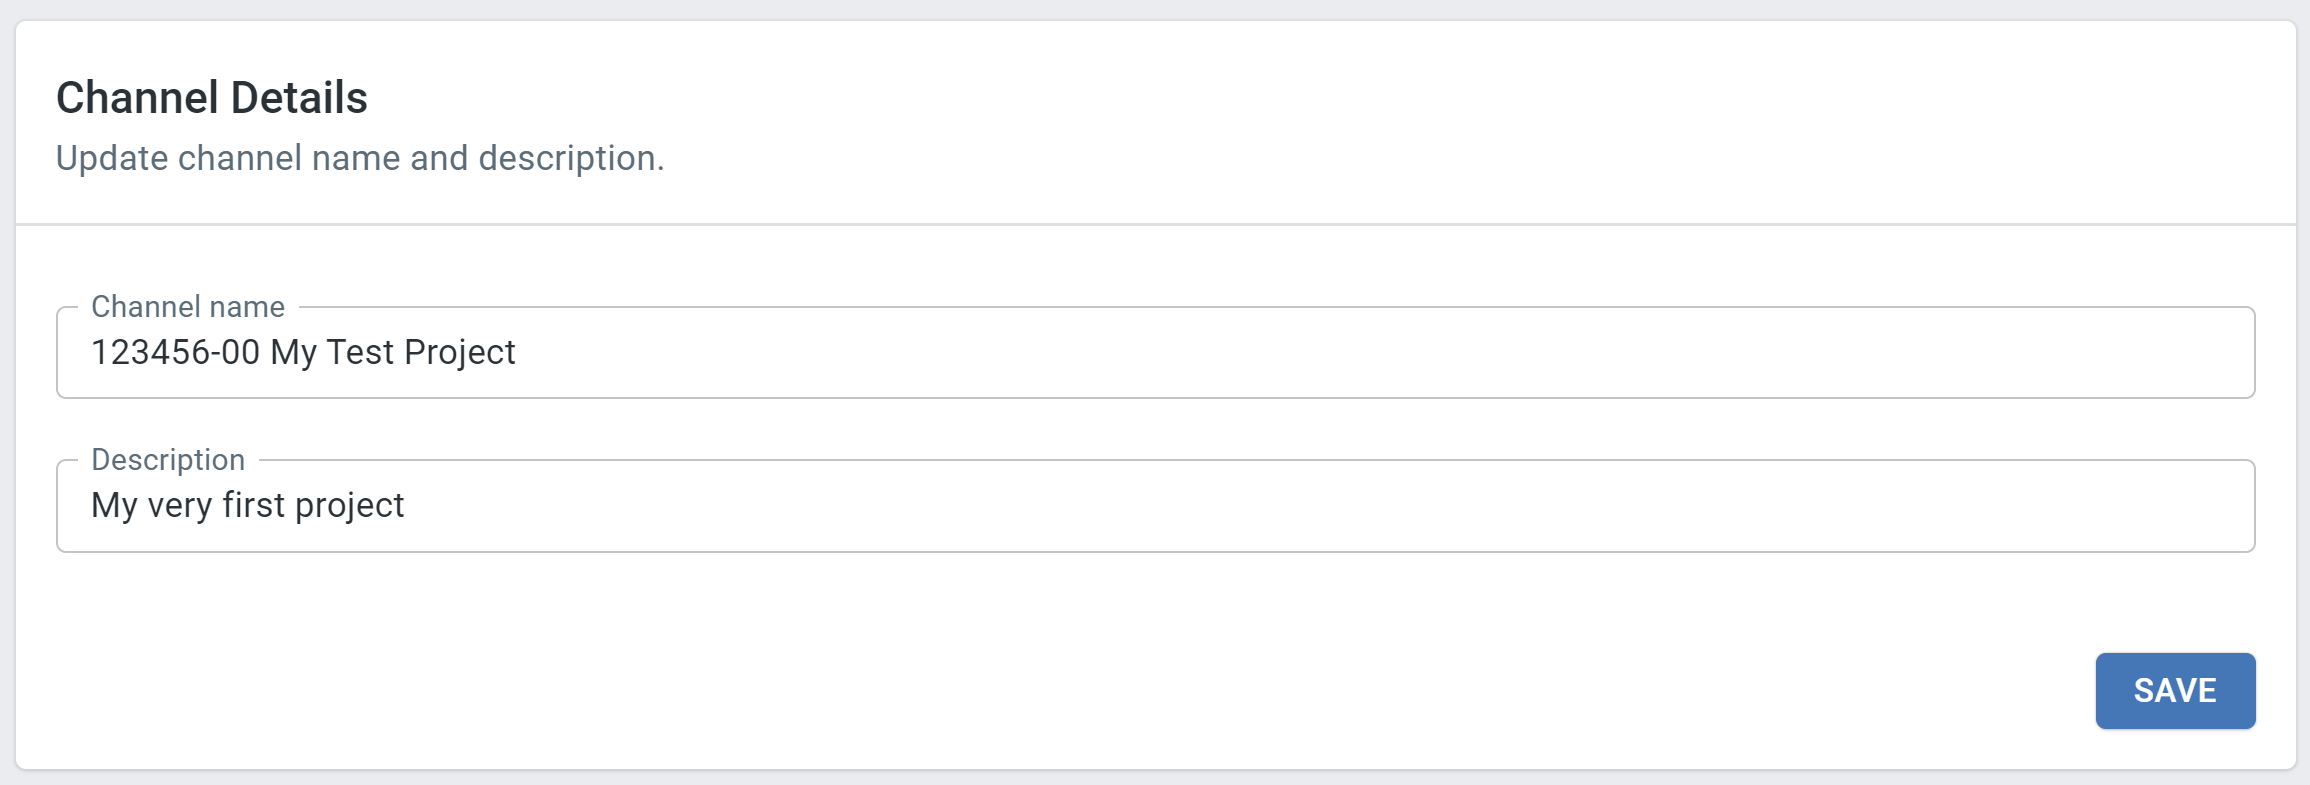 Channel Details
Update channel name and description.
Channel name
123456-00 My Test Project
Description
My very first project
SAVE